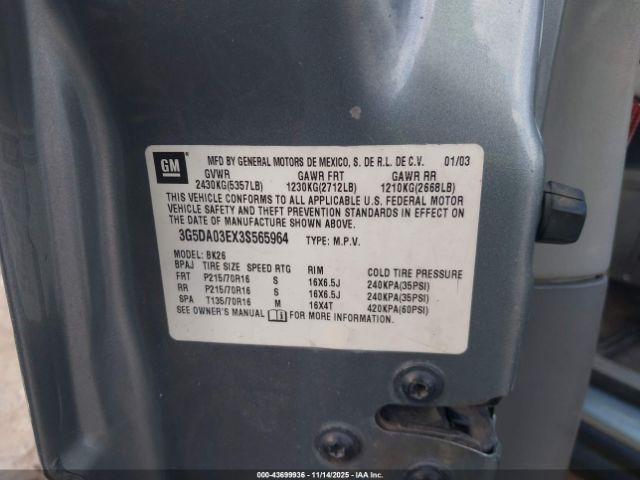 GM
MFD BY GENERAL MOTORS DE MEXICO, S. DE R.L. DE C.V. 01/03
GVWR GAWR FRT GAWR RR
2430KG(5357LB) 1230KG(2712LB) 1210KG(2668LB)
THIS VEHICLE CONFORMS TO ALL APPLICABLE U.S. FEDERAL MOTOR
VEHICLE SAFETY AND THEFT PREVENTION STANDARDS IN EFFECT ON
THE DATE OF MANUFACTURE SHOWN ABOVE.
3G5DA03EX3S565964 TYPE: M.P.V.
MODEL: BK26
BPAJ TIRE SIZE SPEED RTG RIM COLD TIRE PRESSURE
FRT P215/70R16 S 16X6.5J 240KPA(35PSI)
RR P215/70R16 S 16X6.5J 240KPA(35PSI)
SPA T135/70R16 M 16X4T 420KPA(60PSI)
SEE OWNER'S MANUAL FOR MORE INFORMATION.
000-43699936 - 11/14/2025 - IAAI.COM